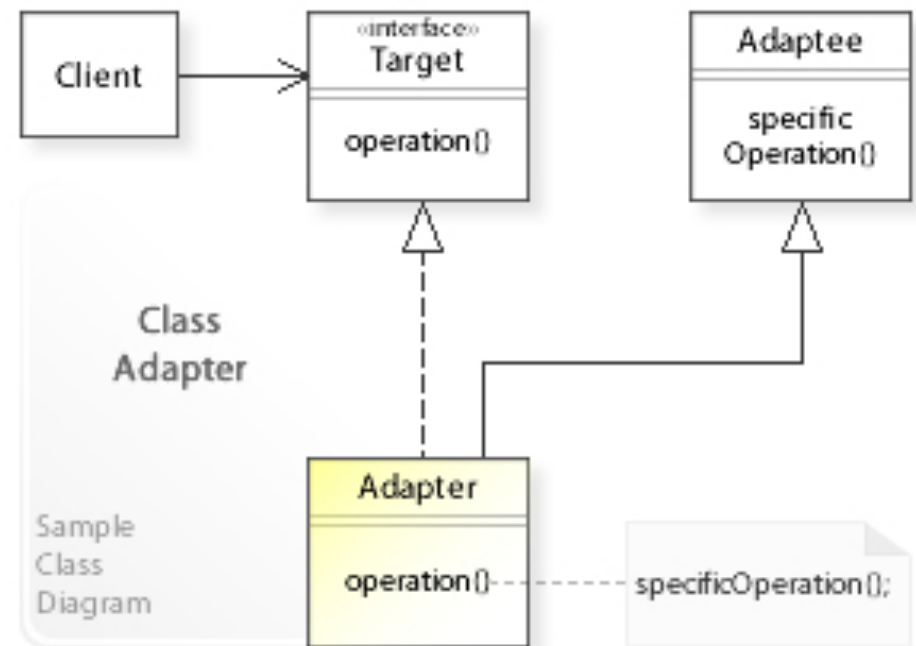 Client
«interface»
Target
operation()
Adaptee
specific
Operation()
Class
Adapter
Sample
Class
Diagram
Adapter
operation()
specificOperation();